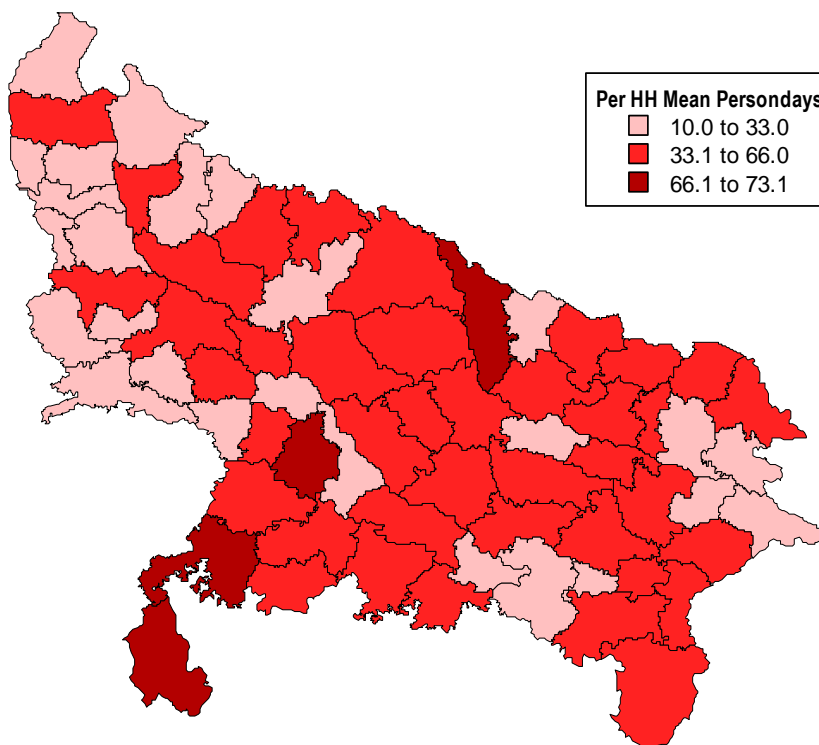 Per HH Mean Persondays
10.0 to 33.0
33.1 to 66.0
66.1 to 73.1